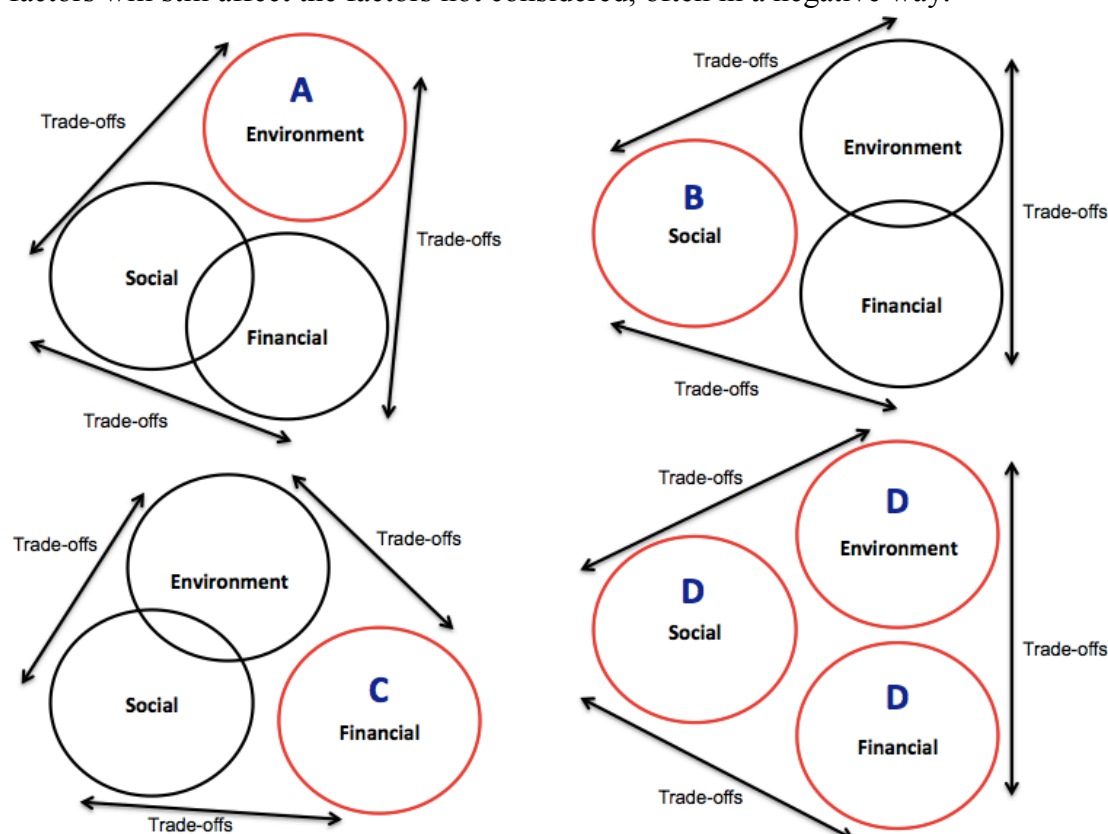 factors will still affect the factors not considered, often in a negative way.
A
Environment
Trade-offs
Trade-offs
Social
Financial
Trade-offs
Trade-offs
Environment
B
Social
Trade-offs
Financial
Trade-offs
Trade-offs
Environment
Trade-offs
Social
C
Financial
Trade-offs
Trade-offs
D
Environment
D
Social
Trade-offs
D
Financial
Trade-offs